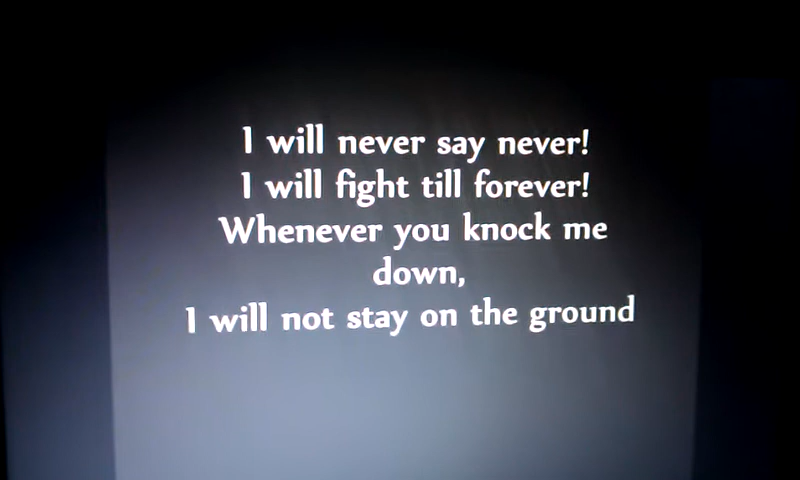 I will never say never!
I will fight till forever!
Whenever you knock me
down,
I will not stay on the ground